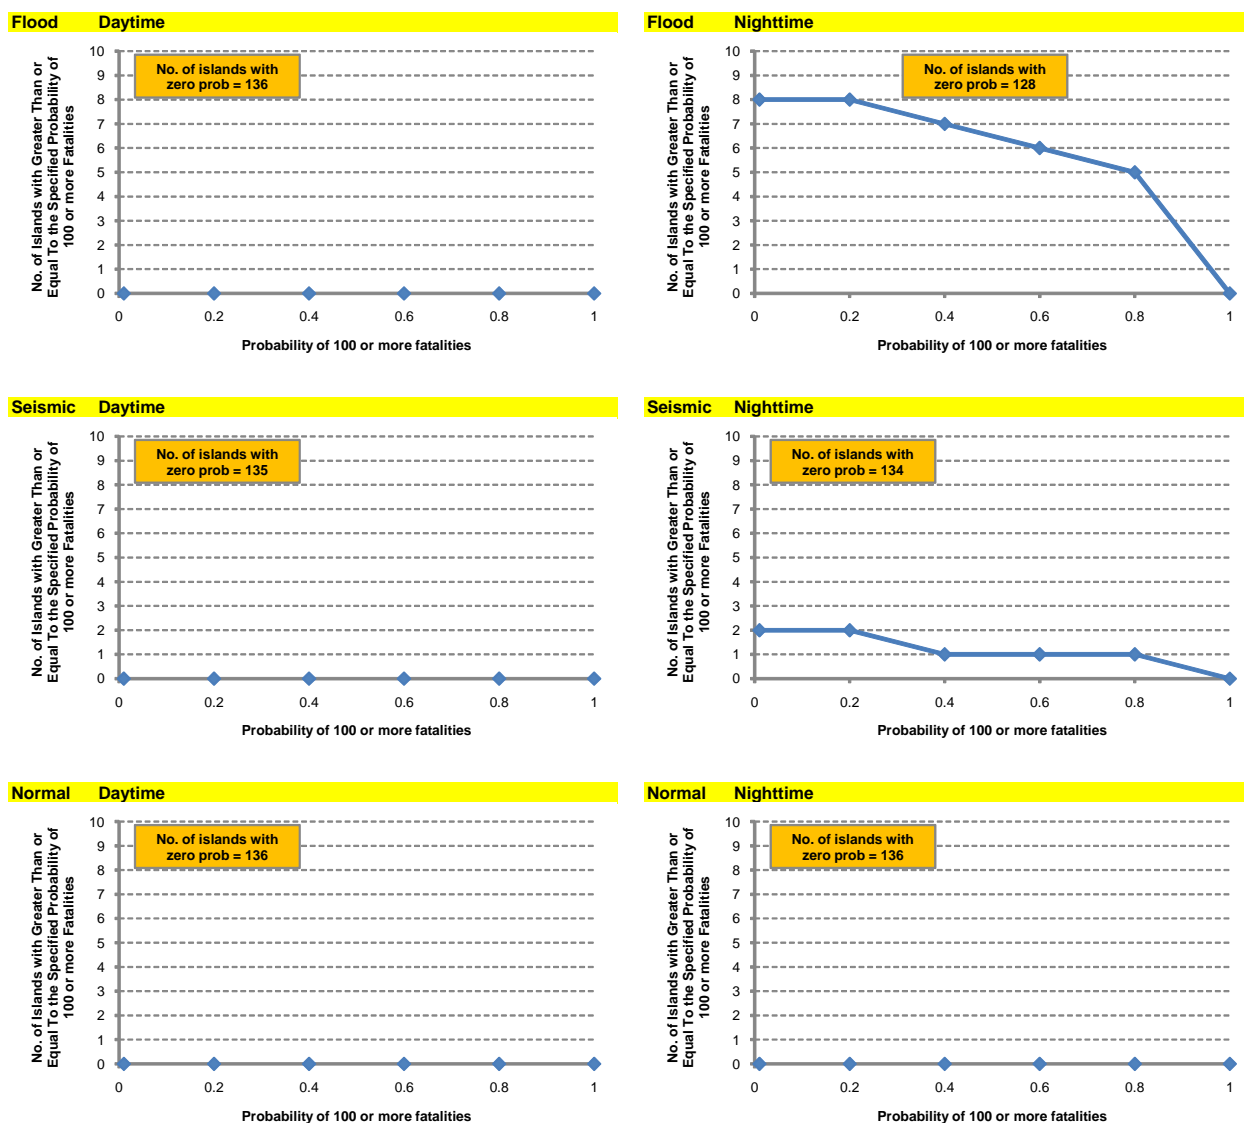 Flood Daytime
No. of Islands with Greater Than or
Equal To the Specified Probability of
100 or more Fatalities
10
9
8
7
6
5
4
3
2
1
0
No. of islands with
zero prob = 136
0 0.2 0.4 0.6 0.8 1
Probability of 100 or more fatalities
Flood Nighttime
No. of Islands with Greater Than or
Equal To the Specified Probability of
100 or more Fatalities
10
9
8
7
6
5
4
3
2
1
0
No. of islands with
zero prob = 128
0 0.2 0.4 0.6 0.8 1
Probability of 100 or more fatalities
Seismic Daytime
No. of Islands with Greater Than or
Equal To the Specified Probability of
100 or more Fatalities
10
9
8
7
6
5
4
3
2
1
0
No. of islands with
zero prob = 135
0 0.2 0.4 0.6 0.8 1
Probability of 100 or more fatalities
Seismic Nighttime
No. of Islands with Greater Than or
Equal To the Specified Probability of
100 or more Fatalities
10
9
8
7
6
5
4
3
2
1
0
No. of islands with
zero prob = 134
0 0.2 0.4 0.6 0.8 1
Probability of 100 or more fatalities
Normal Daytime
No. of Islands with Greater Than or
Equal To the Specified Probability of
100 or more Fatalities
10
9
8
7
6
5
4
3
2
1
0
No. of islands with
zero prob = 136
0 0.2 0.4 0.6 0.8 1
Probability of 100 or more fatalities
Normal Nighttime
No. of Islands with Greater Than or
Equal To the Specified Probability of
100 or more Fatalities
10
9
8
7
6
5
4
3
2
1
0
No. of islands with
zero prob = 136
0 0.2 0.4 0.6 0.8 1
Probability of 100 or more fatalities